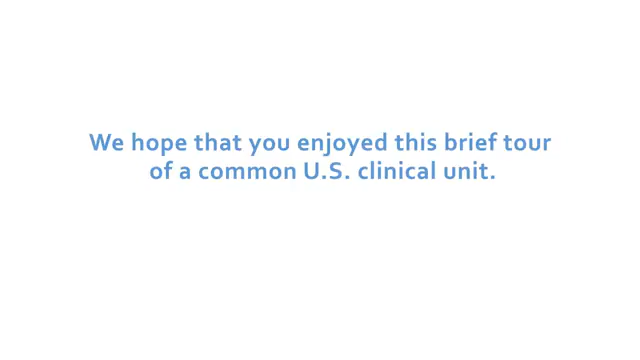 We hope that you enjoyed this brief tour
of a common U.S. clinical unit.